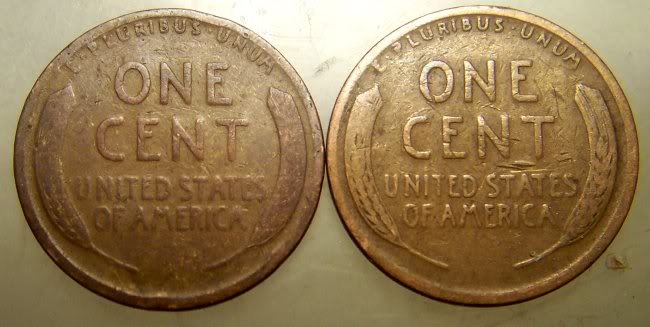 E·PLURIBUS·UNUM
ONE
CENT
UNITED STATES
OF AMERICA
E·PLURIBUS·UNUM
ONE
CENT
UNITED STATES
OF AMERICA